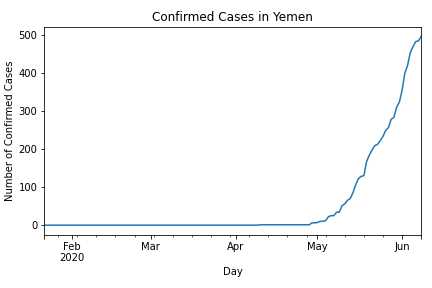 Confirmed Cases in Yemen
Number of Confirmed Cases
500
400
300
200
100
0
Feb
2020
Mar
Apr
May
Jun
Day